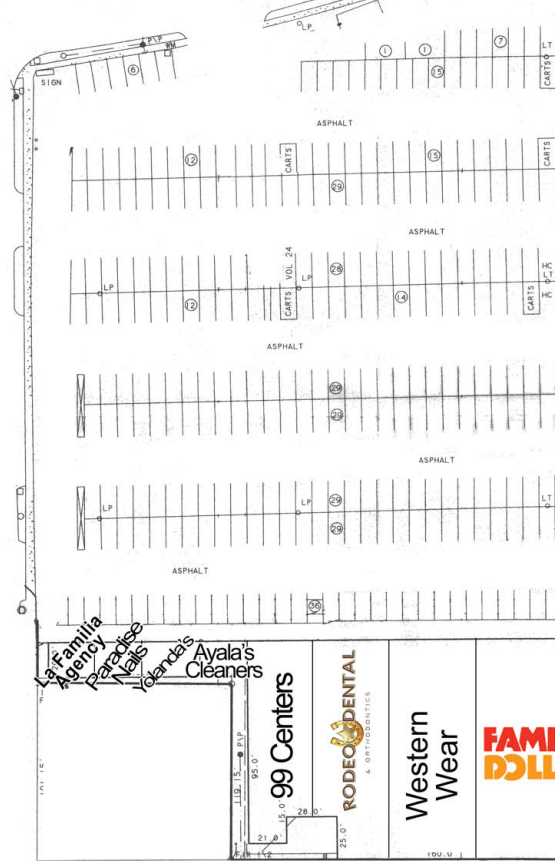 P\P
WM
LP
SIGN
6
1
1
7
LT
15
CARTS
ASPHALT
12
CARTS
15
CARTS
29
ASPHALT
VOL 24
28
LP
LP
HC
LT
HC
12
CARTS
14
CARTS
ASPHALT
29
29
ASPHALT
LP
LP
29
LT
29
ASPHALT
36
La Familia
Agency
Paradise
Nails
Yolanda's
Ayala's
Cleaners
99 Centers
RODEO DENTAL
& ORTHODONTICS
Western
Wear
FAMI
DOLL
P\P
119.15'
95.0'
15.0'
28.0'
21.0'
25.0'
160.0'